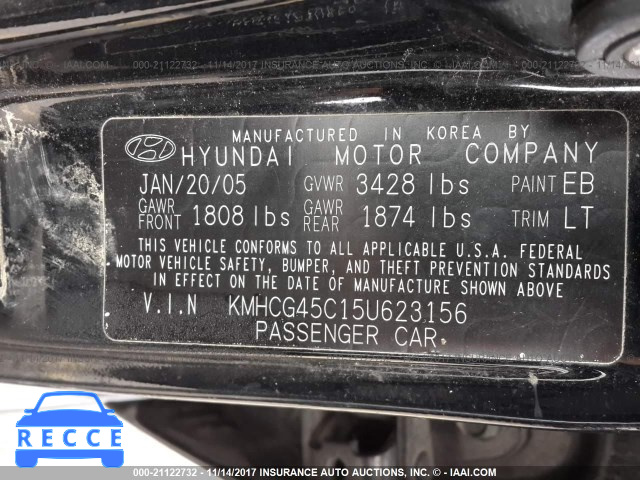 000-21122732 - 11/14/2017 INSURANCE AUTO AUCTIONS, INC. - © - IAAI.COM
MANUFACTURED IN KOREA BY
HYUNDAI MOTOR COMPANY
JAN/20/05 GVWR 3428 lbs PAINT EB
GAWR FRONT 1808 lbs GAWR REAR 1874 lbs TRIM LT
THIS VEHICLE CONFORMS TO ALL APPLICABLE U.S.A. FEDERAL
MOTOR VEHICLE SAFETY, BUMPER, AND THEFT PREVENTION STANDARDS
IN EFFECT ON THE DATE OF MANUFACTURE SHOWN ABOVE
V.I.N KMHCG45C15U623156
PASSENGER CAR
RECCE
000-21122732 - 11/14/2017 INSURANCE AUTO AUCTIONS, INC. - © - IAAI.COM